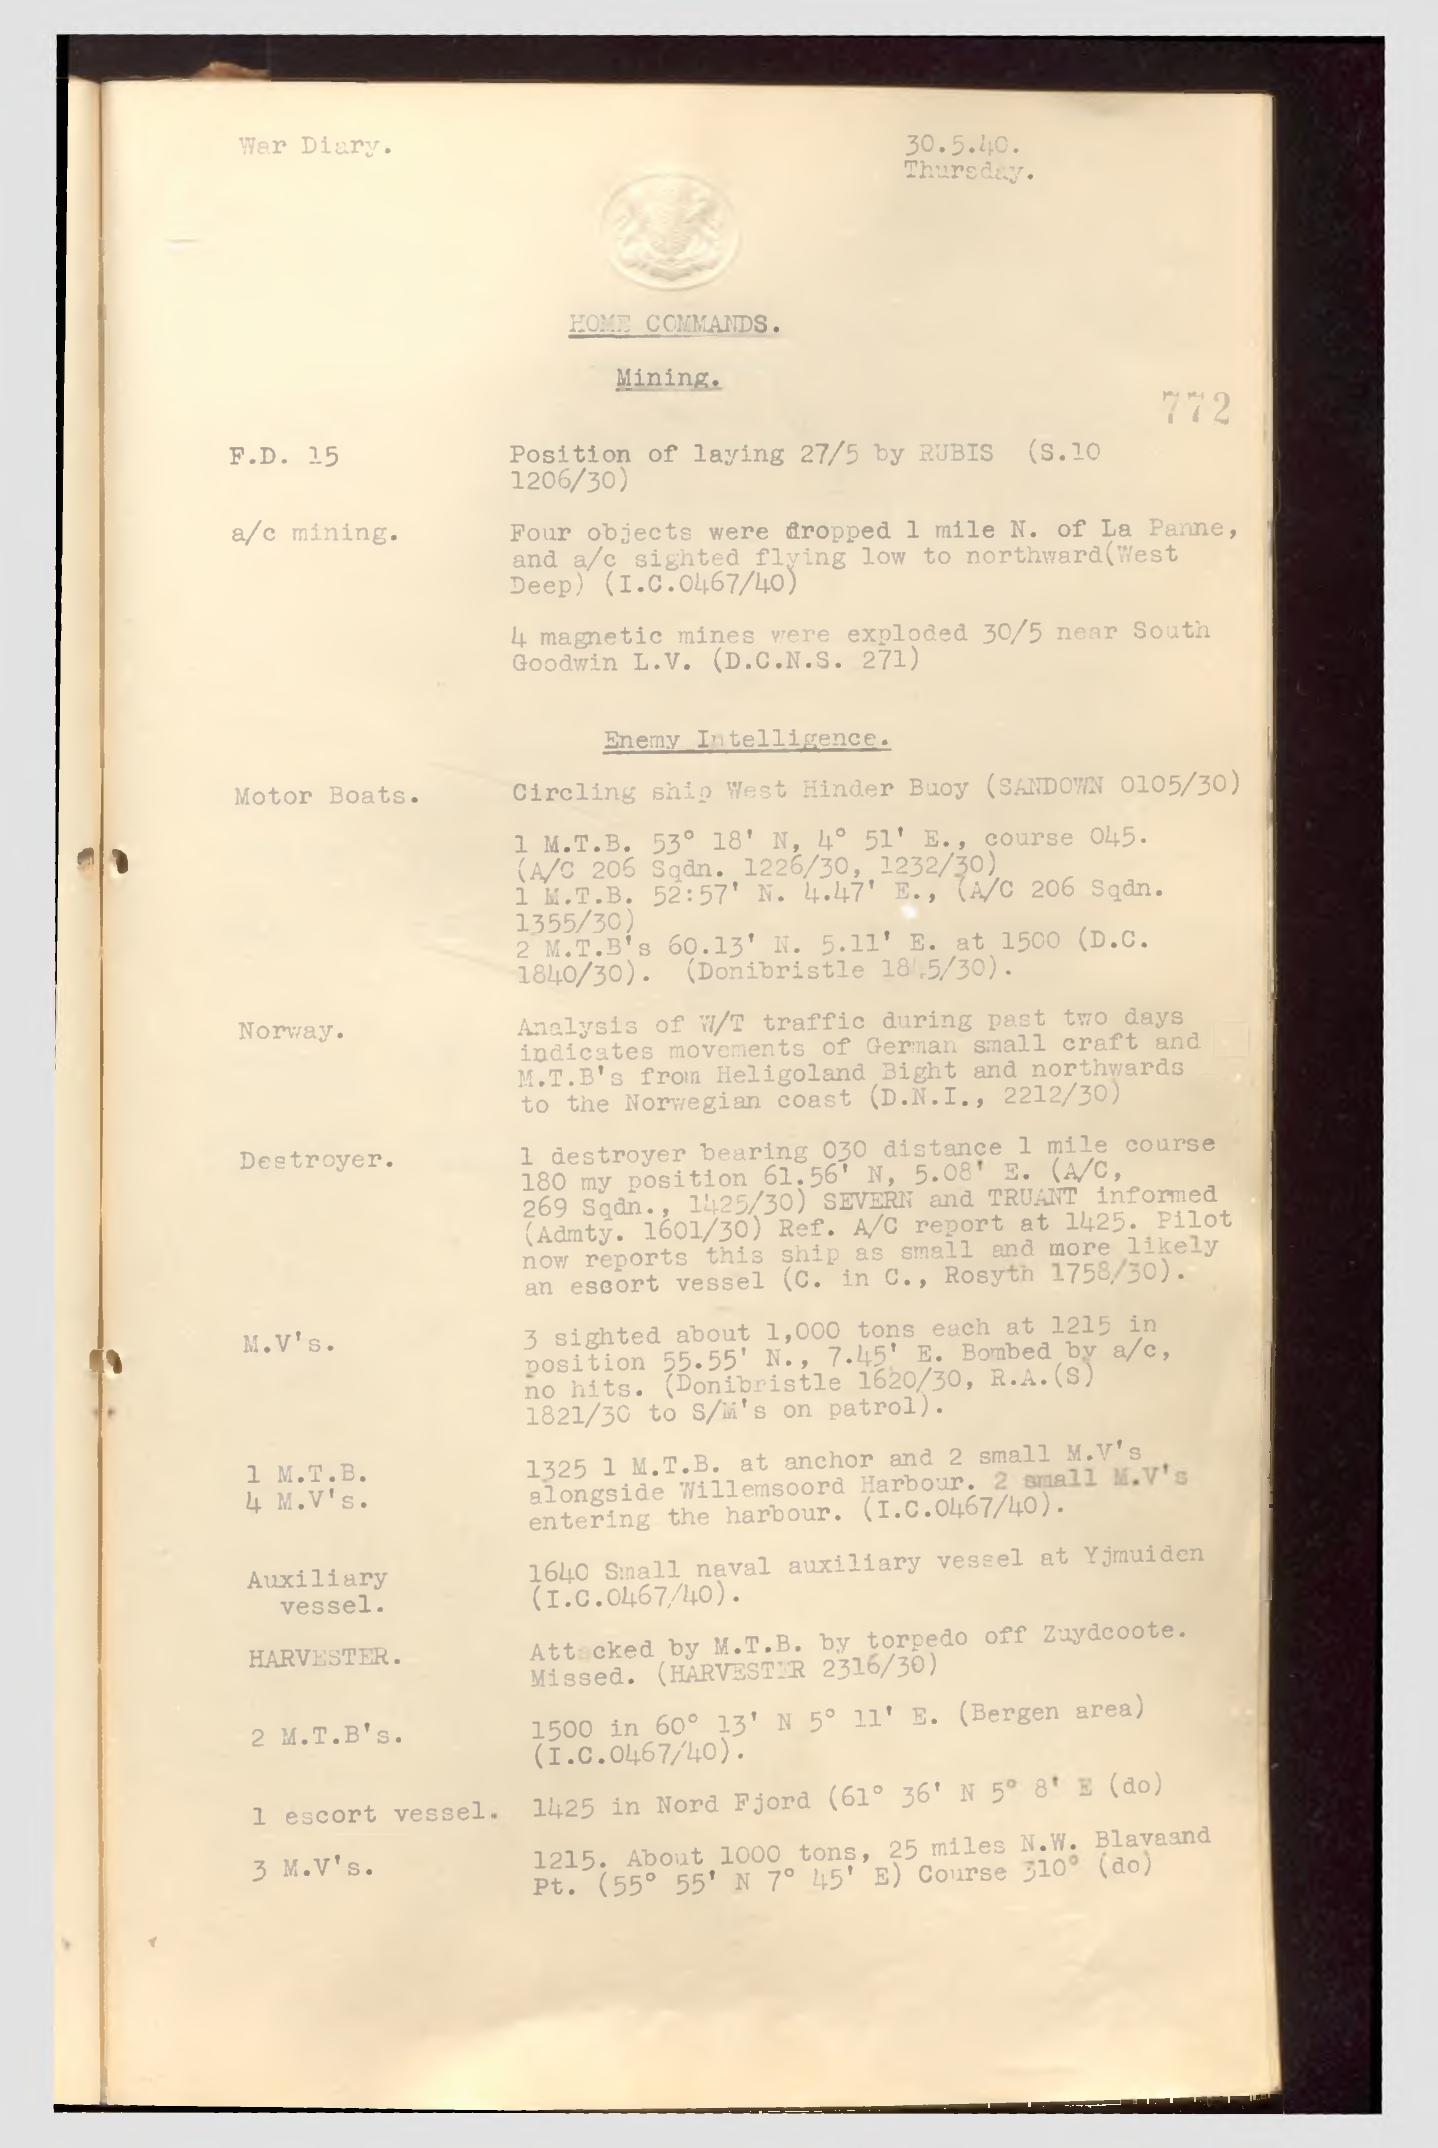 War Diary.
30.5.40.
Thursday.
HOME COMMANDS.
Mining.
772
F.D. 15
Position of laying 27/5 by RUBIS (S.10
1206/30)
a/c mining.
Four objects were dropped 1 mile N. of La Panne,
and a/c sighted flying low to northward(West
Deep) (I.C.0467/40)
4 magnetic mines were exploded 30/5 near South
Goodwin L.V. (D.C.N.S. 271)
Enemy Intelligence.
Motor Boats.
Circling ship West Hinder Buoy (SANDOWN 0105/30)
1 M.T.B. 53° 18' N, 4° 51' E., course 045.
(A/C 206 Sqdn. 1226/30, 1232/30)
1 M.T.B. 52:57' N. 4.47' E., (A/C 206 Sqdn.
1355/30)
2 M.T.B's 60.13' N. 5.11' E. at 1500 (D.C.
1840/30). (Donibristle
Norway.
Analysis of W/T traffic during past two days
indicates movements of German small craft and
M.T.B's from Heligoland Bight and northwards
to the Norwegian coast (D.N.I., 2212/30)
Destroyer.
1 destroyer bearing 030 distance 1 mile course
180 my position 61.56' N, 5.08' E. (A/C,
269 Sqdn., 1425/30) SEVERN and TRUANT informed
(Admty. 1601/30) Ref. A/C report at 1425. Pilot
now reports this ship as small and more likely
an escort vessel (C. in C., Rosyth 1758/30).
M.V's.
3 sighted about 1,000 tons each at 1215 in
position 55.55' N., 7.45' E. Bombed by a/c,
no hits. (Donibristle 1620/30, R.A.(S)
1821/30 to S/M's on patrol).
1 M.T.B.
4 M.V's.
1325 1 M.T.B. at anchor and 2 small M.V's
alongside Willemsoord Harbour. 2 small M.V's
entering the harbour. (I.C.0467/40).
Auxiliary
vessel.
1640 Small naval auxiliary vessel at Yjmuiden
(I.C.0467/40).
HARVESTER.
Attacked by M.T.B. by torpedo off Zuydcoote.
Missed. (HARVESTER 2316/30)
2 M.T.B's.
1500 in 60° 13' N 5° 11' E. (Bergen area)
(I.C.0467/40).
1 escort vessel.
1425 in Nord Fjord (61° 36' N 5° 8' E (do)
3 M.V's.
1215. About 1000 tons, 25 miles N.W. Blavaand
Pt. (55° 55' N 7° 45' E) Course 310° (do)